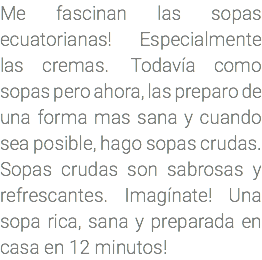 Me fascinan las sopas
ecuatorianas! Especialmente
las cremas. Todavía como
sopas pero ahora, las preparo de
una forma mas sana y cuando
sea posible, hago sopas crudas.
Sopas crudas son sabrosas y
refrescantes. Imagínate! Una
sopa rica, sana y preparada en
casa en 12 minutos!